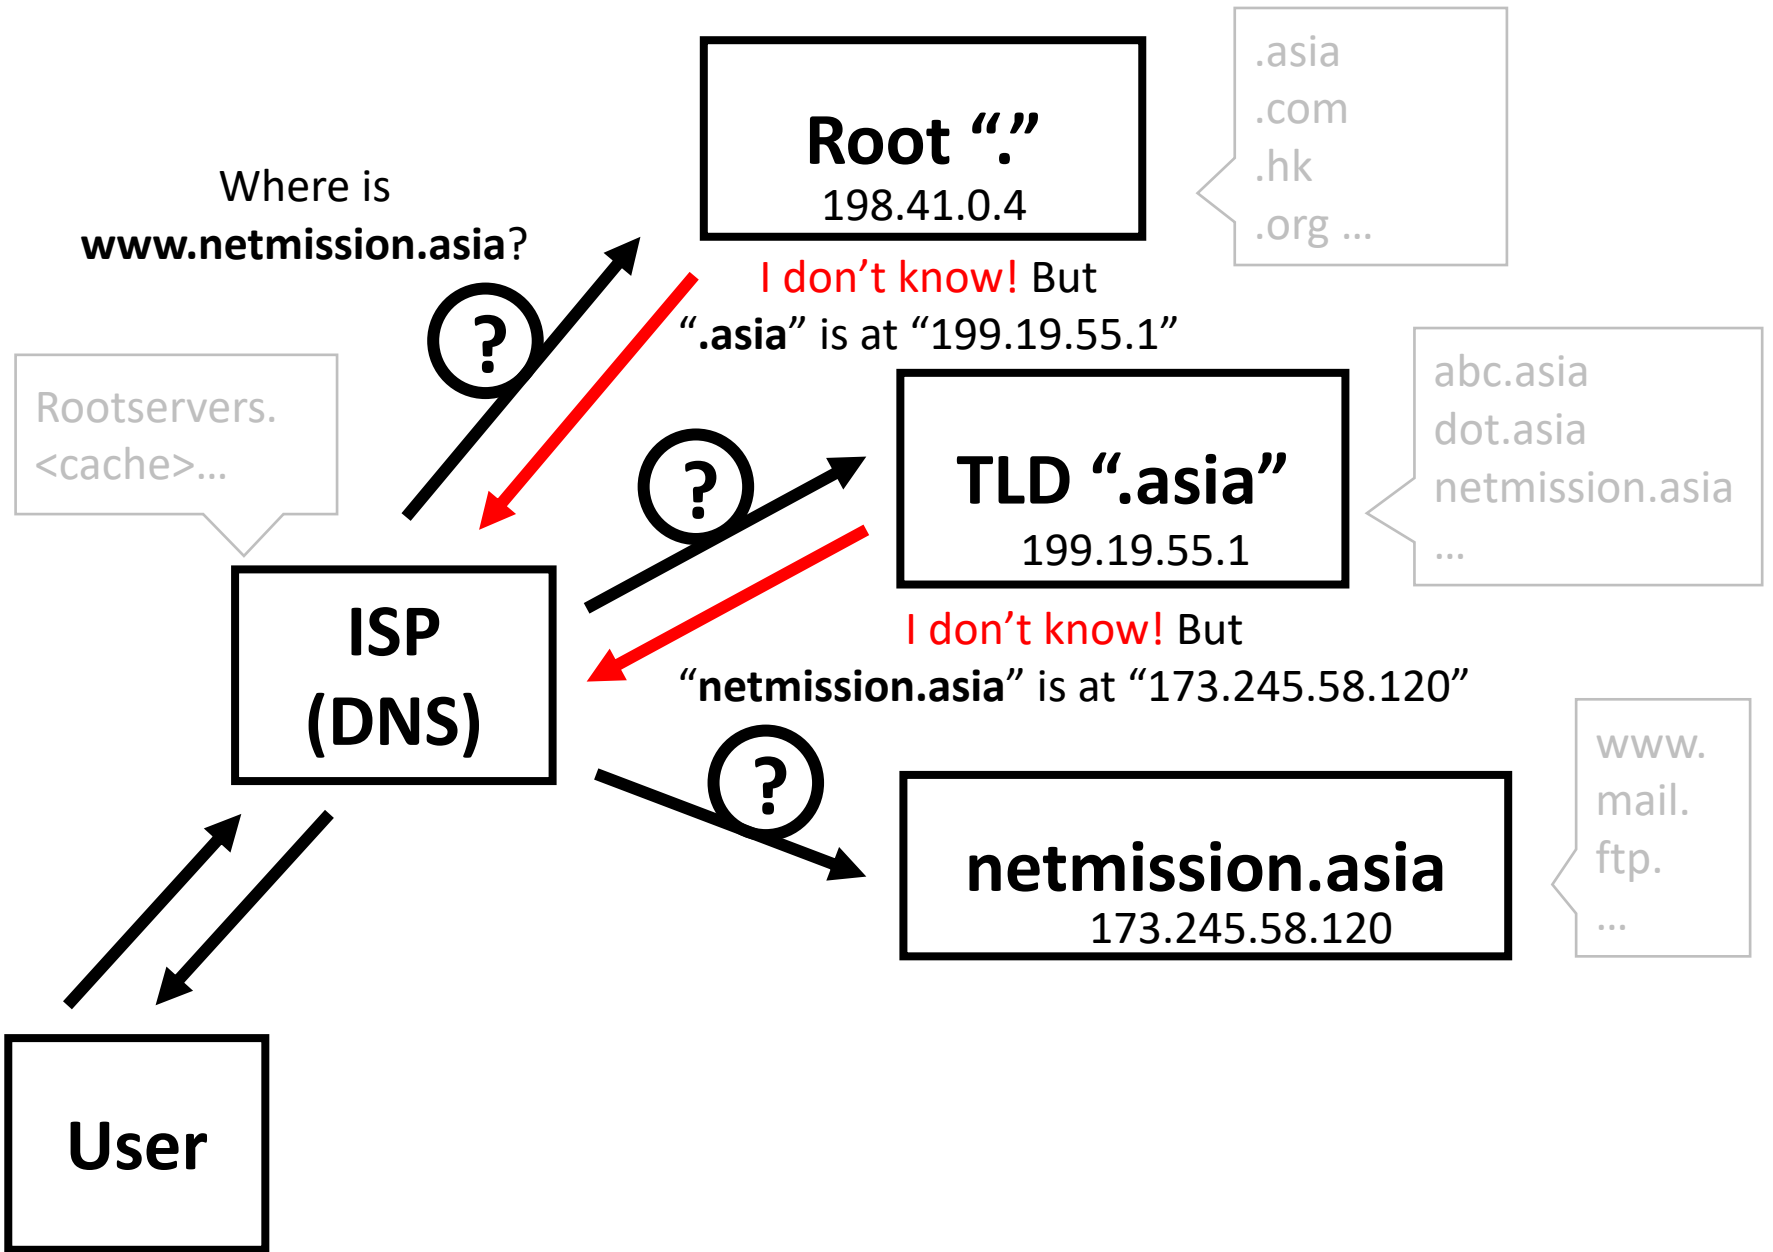 Root “.”
198.41.0.4
.asia
.com
.hk
.org ...
Where is
www.netmission.asia?
?
I don’t know! But
“.asia” is at “199.19.55.1”
Rootservers.
<cache>...
?
TLD “.asia”
199.19.55.1
abc.asia
dot.asia
netmission.asia
...
I don’t know! But
“netmission.asia” is at “173.245.58.120”
ISP
(DNS)
?
netmission.asia
173.245.58.120
www.
mail.
ftp.
...
User